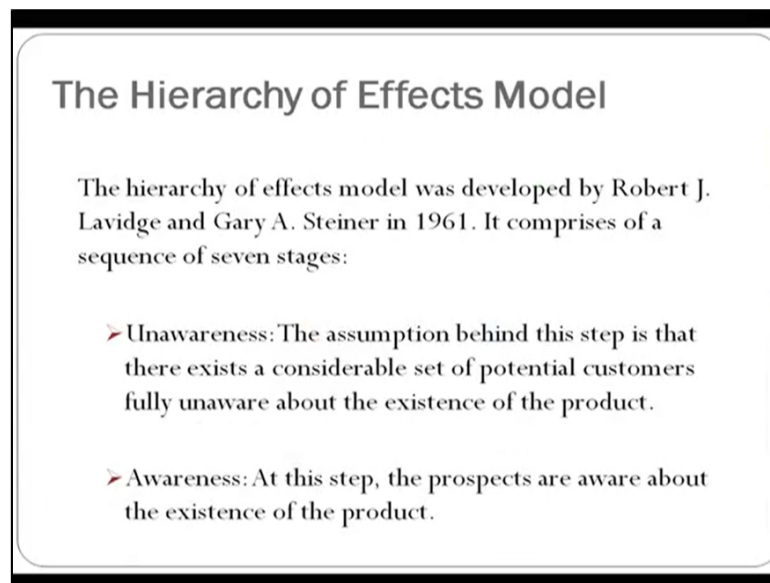 The Hierarchy of Effects Model
The hierarchy of effects model was developed by Robert J.
Lavidge and Gary A. Steiner in 1961. It comprises of a
sequence of seven stages:
Unawareness: The assumption behind this step is that
there exists a considerable set of potential customers
fully unaware about the existence of the product.
Awareness: At this step, the prospects are aware about
the existence of the product.